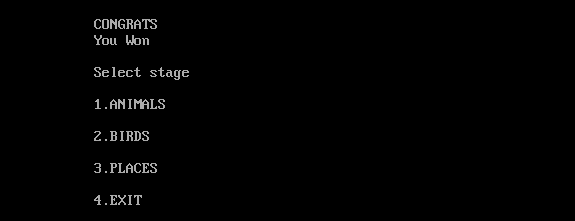 CONGRATS
You Won
Select stage
1.ANIMALS
2.BIRDS
3.PLACES
4.EXIT